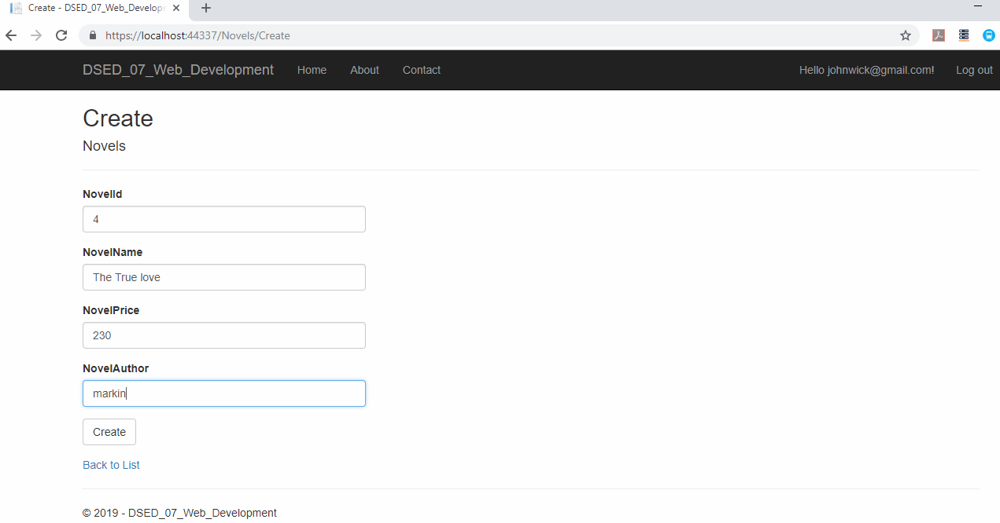 Create - DSED_07_Web_Develop
https://localhost:44337/Novels/Create
DSED_07_Web_Development Home About Contact Hello johnwick@gmail.com! Log out
Create
Novels
NovelId
4
NovelName
The True love
NovelPrice
230
NovelAuthor
markin
Create
Back to List
© 2019 - DSED_07_Web_Development